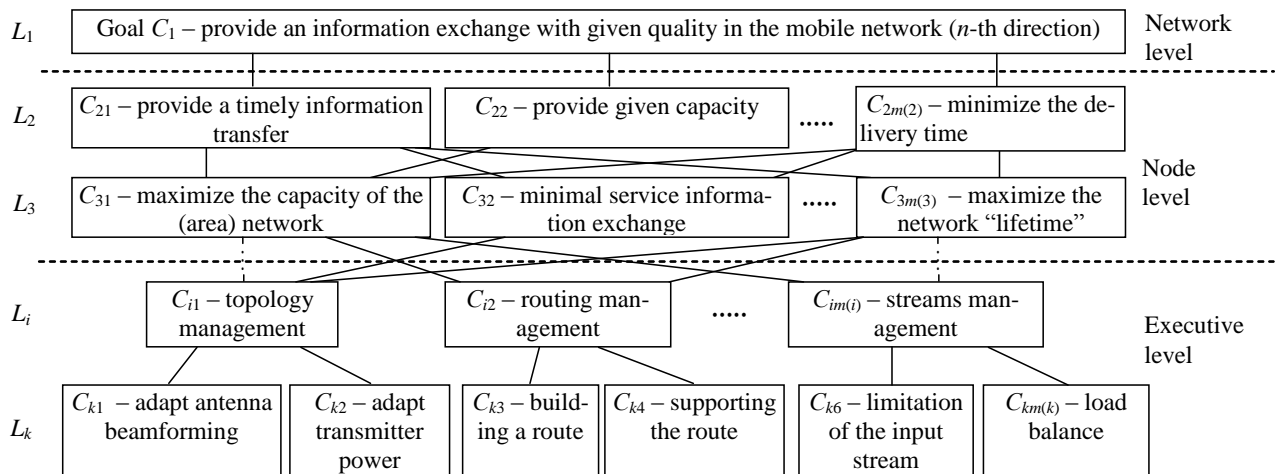 L1
Goal C1 – provide an information exchange with given quality in the mobile network (n-th direction)
Network
level
L2
C21 – provide a timely information
transfer
C22 – provide given capacity
.....
C2m(2) – minimize the de-
livery time
Node
level
L3
C31 – maximize the capacity of the
(area) network
C32 – minimal service informa-
tion exchange
.....
C3m(3) – maximize the
network “lifetime”
Li
Ci1 – topology
management
Ci2 – routing man-
agement
.....
Cim(i) – streams man-
agement
Executive
level
Lk
Ck1 – adapt antenna
beamforming
Ck2 – adapt
transmitter
power
Ck3 – build-
ing a route
Ck4 – supporting
the route
Ck6 – limitation
of the input
stream
Ckm(k) – load
balance